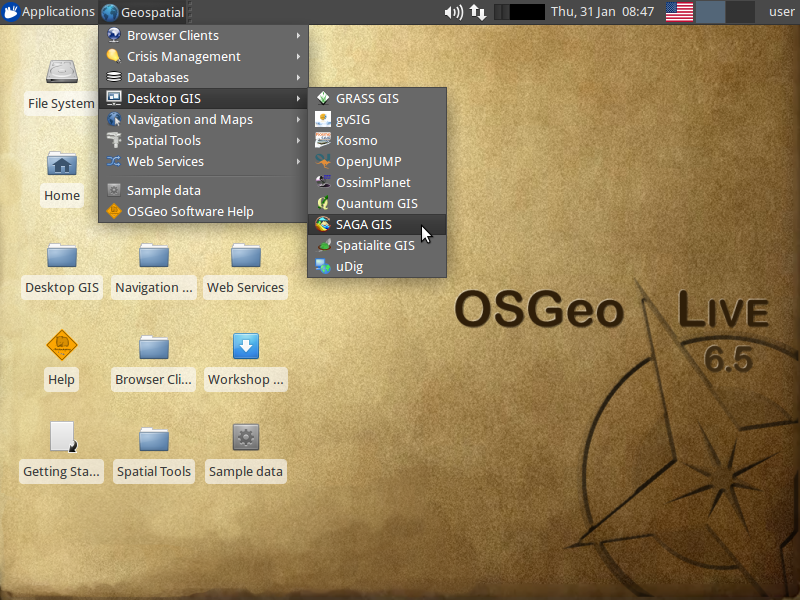 Applications Geospatial Thu, 31 Jan 08:47 user
Browser Clients
Crisis Management
Databases
Desktop GIS
Navigation and Maps
Spatial Tools
Web Services
Sample data
OSGeo Software Help
GRASS GIS
gvSIG
Kosmo
OpenJUMP
OssimPlanet
Quantum GIS
SAGA GIS
Spatialite GIS
uDig
File System
Home
Desktop GIS Navigation ... Web Services
Help Browser Cli... Workshop ...
Getting Sta... Spatial Tools Sample data
OSGeo LIVE
6.5